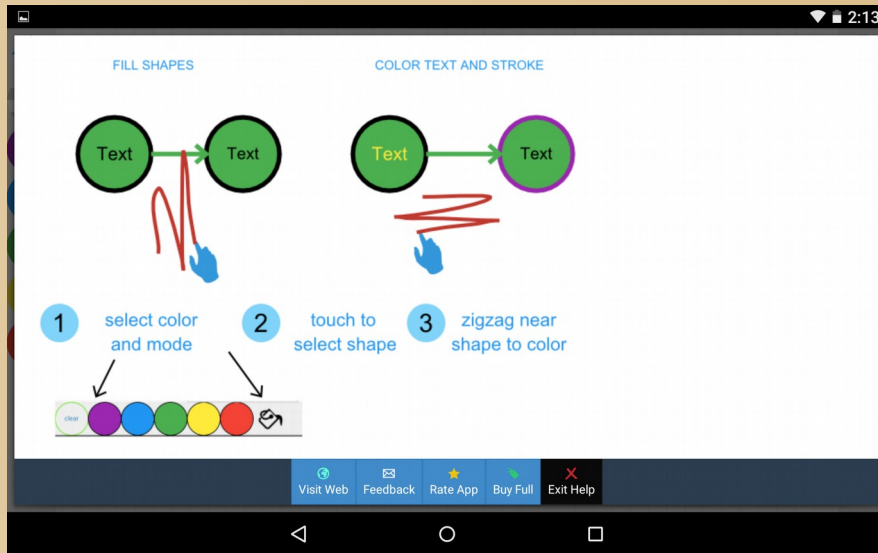 2:13
FILL SHAPES
COLOR TEXT AND STROKE
Text
Text
Text
Text
1
select color
and mode
2
touch to
select shape
3
zigzag near
shape to color
clear
Visit Web
Feedback
Rate App
Buy Full
Exit Help